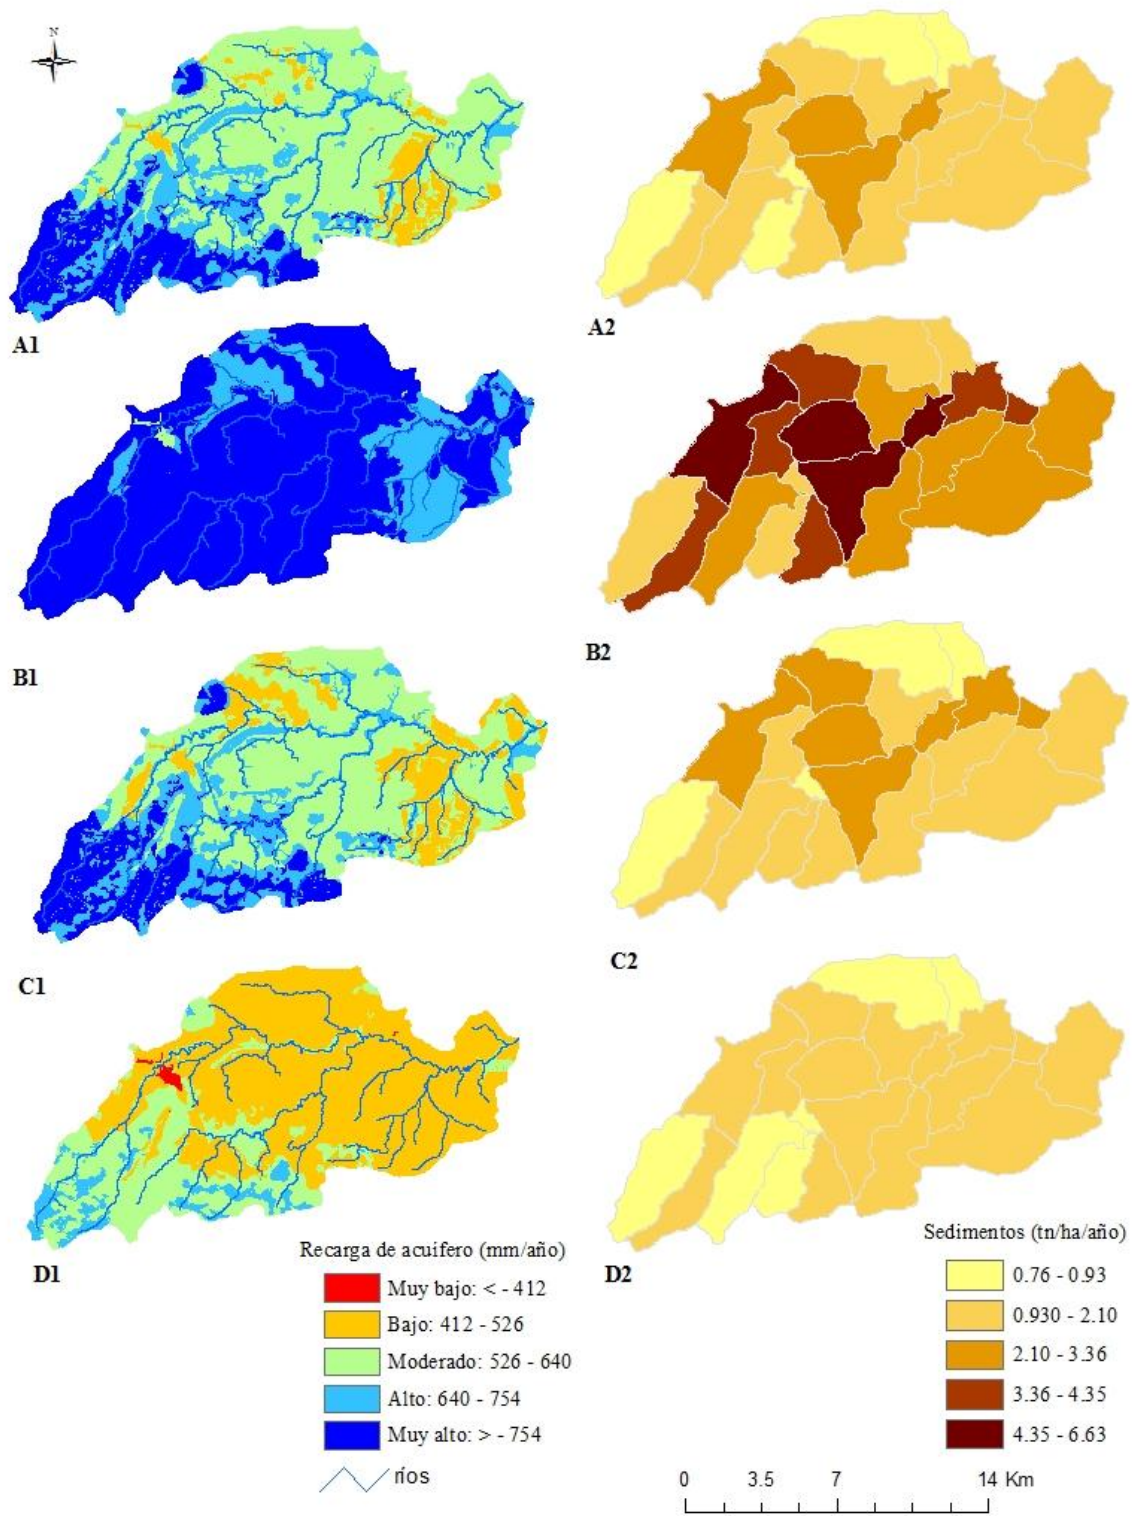 N
A1
A2
B1
B2
C1
C2
D1
D2
Recarga de acuifero (mm/año)
Muy bajo: < - 412
Bajo: 412 - 526
Moderado: 526 - 640
Alto: 640 - 754
Muy alto: > - 754
ríos
Sedimentos (tn/ha/año)
0.76 - 0.93
0.930 - 2.10
2.10 - 3.36
3.36 - 4.35
4.35 - 6.63
0 3.5 7 14 Km